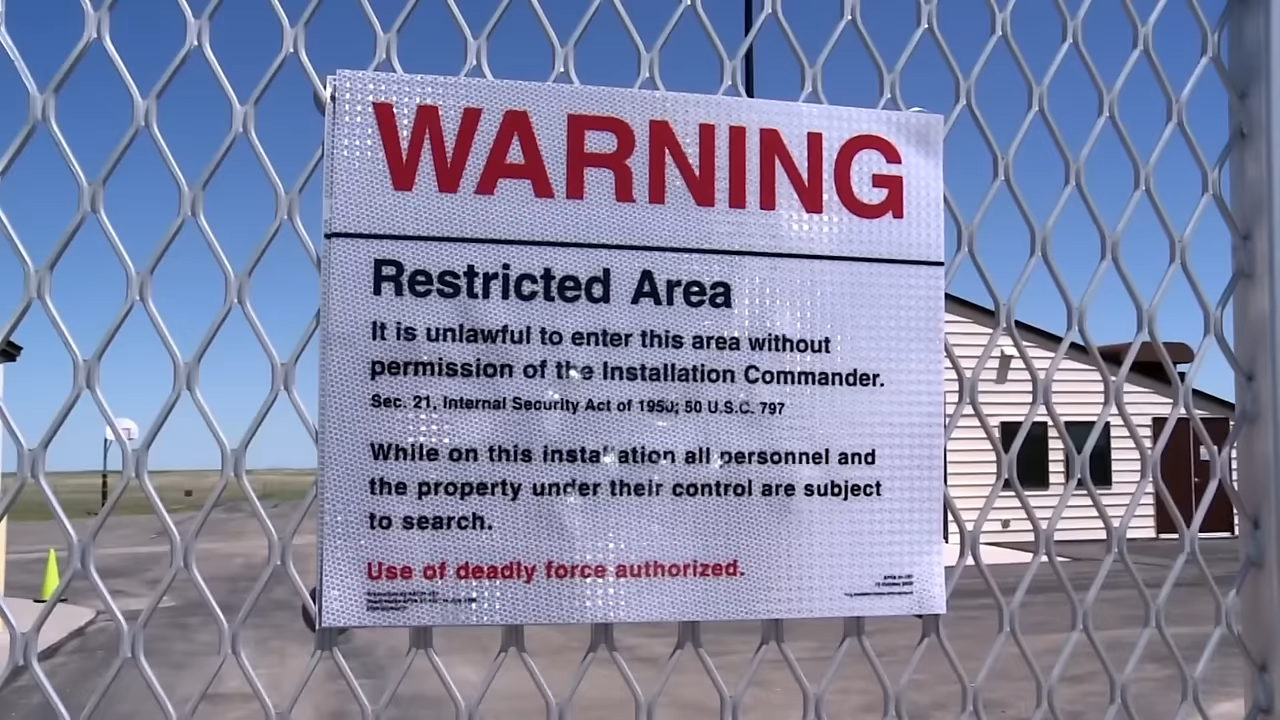 WARNING
Restricted Area
It is unlawful to enter this area without
permission of the Installation Commander.
Sec. 21, Internal Security Act of 1950; 50 U.S.C. 797
While on this installation all personnel and
the property under their control are subject
to search.
Use of deadly force authorized.